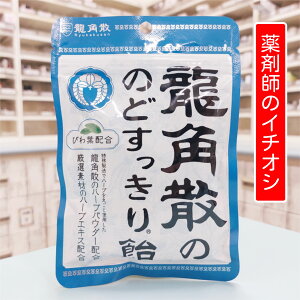 龍角散
薬剤師のイチオシ
龍角散の
のどすっきり®飴
びわ葉配合
龍角散のハーブパウダー配合
厳選素材のハーブエキス配合